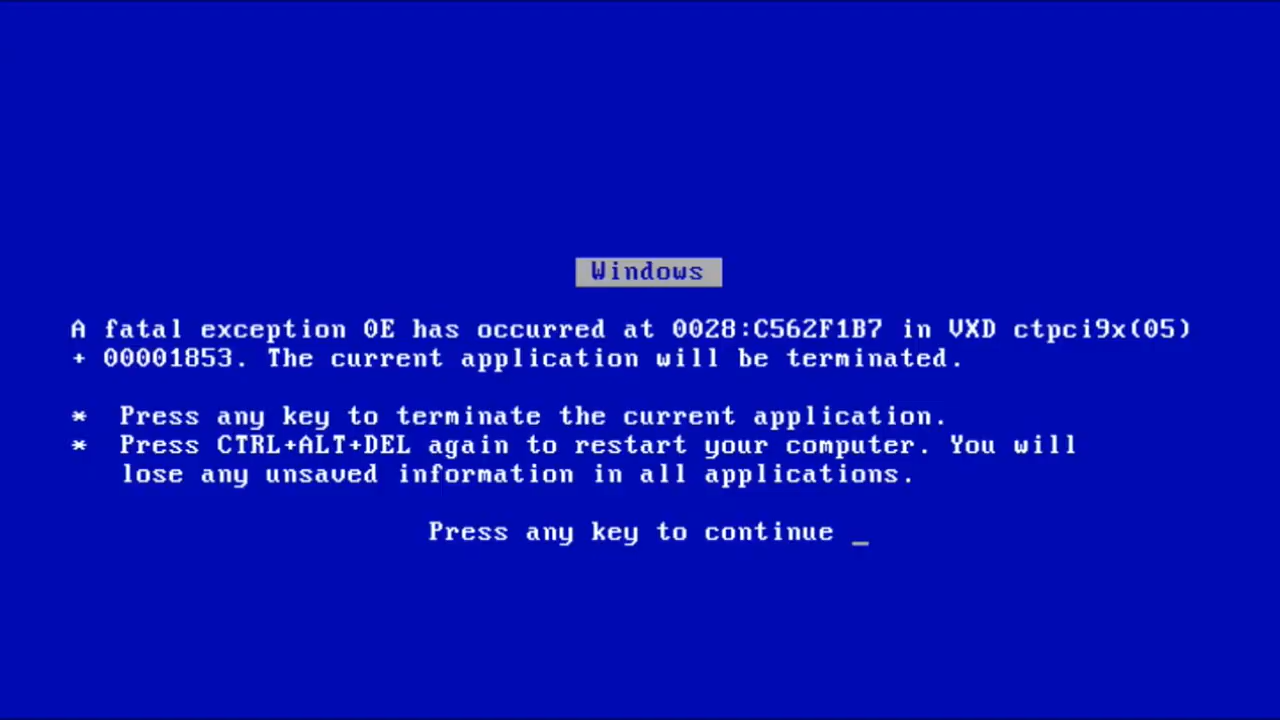 Windows
A fatal exception 0E has occurred at 0028:C562F1B7 in VXD ctpci9x(05)
+ 00001853. The current application will be terminated.
* Press any key to terminate the current application.
* Press CTRL+ALT+DEL again to restart your computer. You will
lose any unsaved information in all applications.
Press any key to continue _